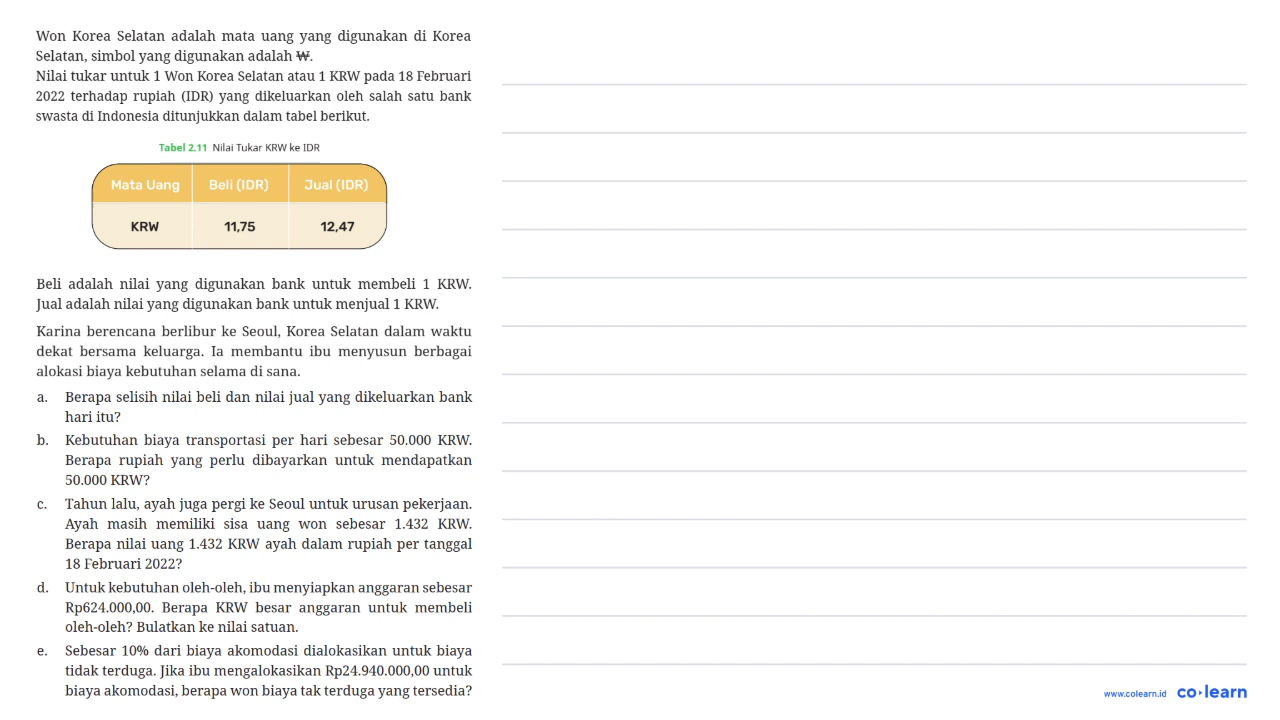 Won Korea Selatan adalah mata uang yang digunakan di Korea
Selatan, simbol yang digunakan adalah ₩.
Nilai tukar untuk 1 Won Korea Selatan atau 1 KRW pada 18 Februari
2022 terhadap rupiah (IDR) yang dikeluarkan oleh salah satu bank
swasta di Indonesia ditunjukkan dalam tabel berikut.
Tabel 2.11 Nilai Tukar KRW ke IDR
Mata Uang Beli (IDR) Jual (IDR)
KRW 11,75 12,47
Beli adalah nilai yang digunakan bank untuk membeli 1 KRW.
Jual adalah nilai yang digunakan bank untuk menjual 1 KRW.
Karina berencana berlibur ke Seoul, Korea Selatan dalam waktu
dekat bersama keluarga. Ia membantu ibu menyusun berbagai
alokasi biaya kebutuhan selama di sana.
a. Berapa selisih nilai beli dan nilai jual yang dikeluarkan bank
hari itu?
b. Kebutuhan biaya transportasi per hari sebesar 50.000 KRW.
Berapa rupiah yang perlu dibayarkan untuk mendapatkan
50.000 KRW?
c. Tahun lalu, ayah juga pergi ke Seoul untuk urusan pekerjaan.
Ayah masih memiliki sisa uang won sebesar 1.432 KRW.
Berapa nilai uang 1.432 KRW ayah dalam rupiah per tanggal
18 Februari 2022?
d. Untuk kebutuhan oleh-oleh, ibu menyiapkan anggaran sebesar
Rp624.000,00. Berapa KRW besar anggaran untuk membeli
oleh-oleh? Bulatkan ke nilai satuan.
e. Sebesar 10% dari biaya akomodasi dialokasikan untuk biaya
tidak terduga. Jika ibu mengalokasikan Rp24.940.000,00 untuk
biaya akomodasi, berapa won biaya tak terduga yang tersedia?
www.colearn.id co·learn